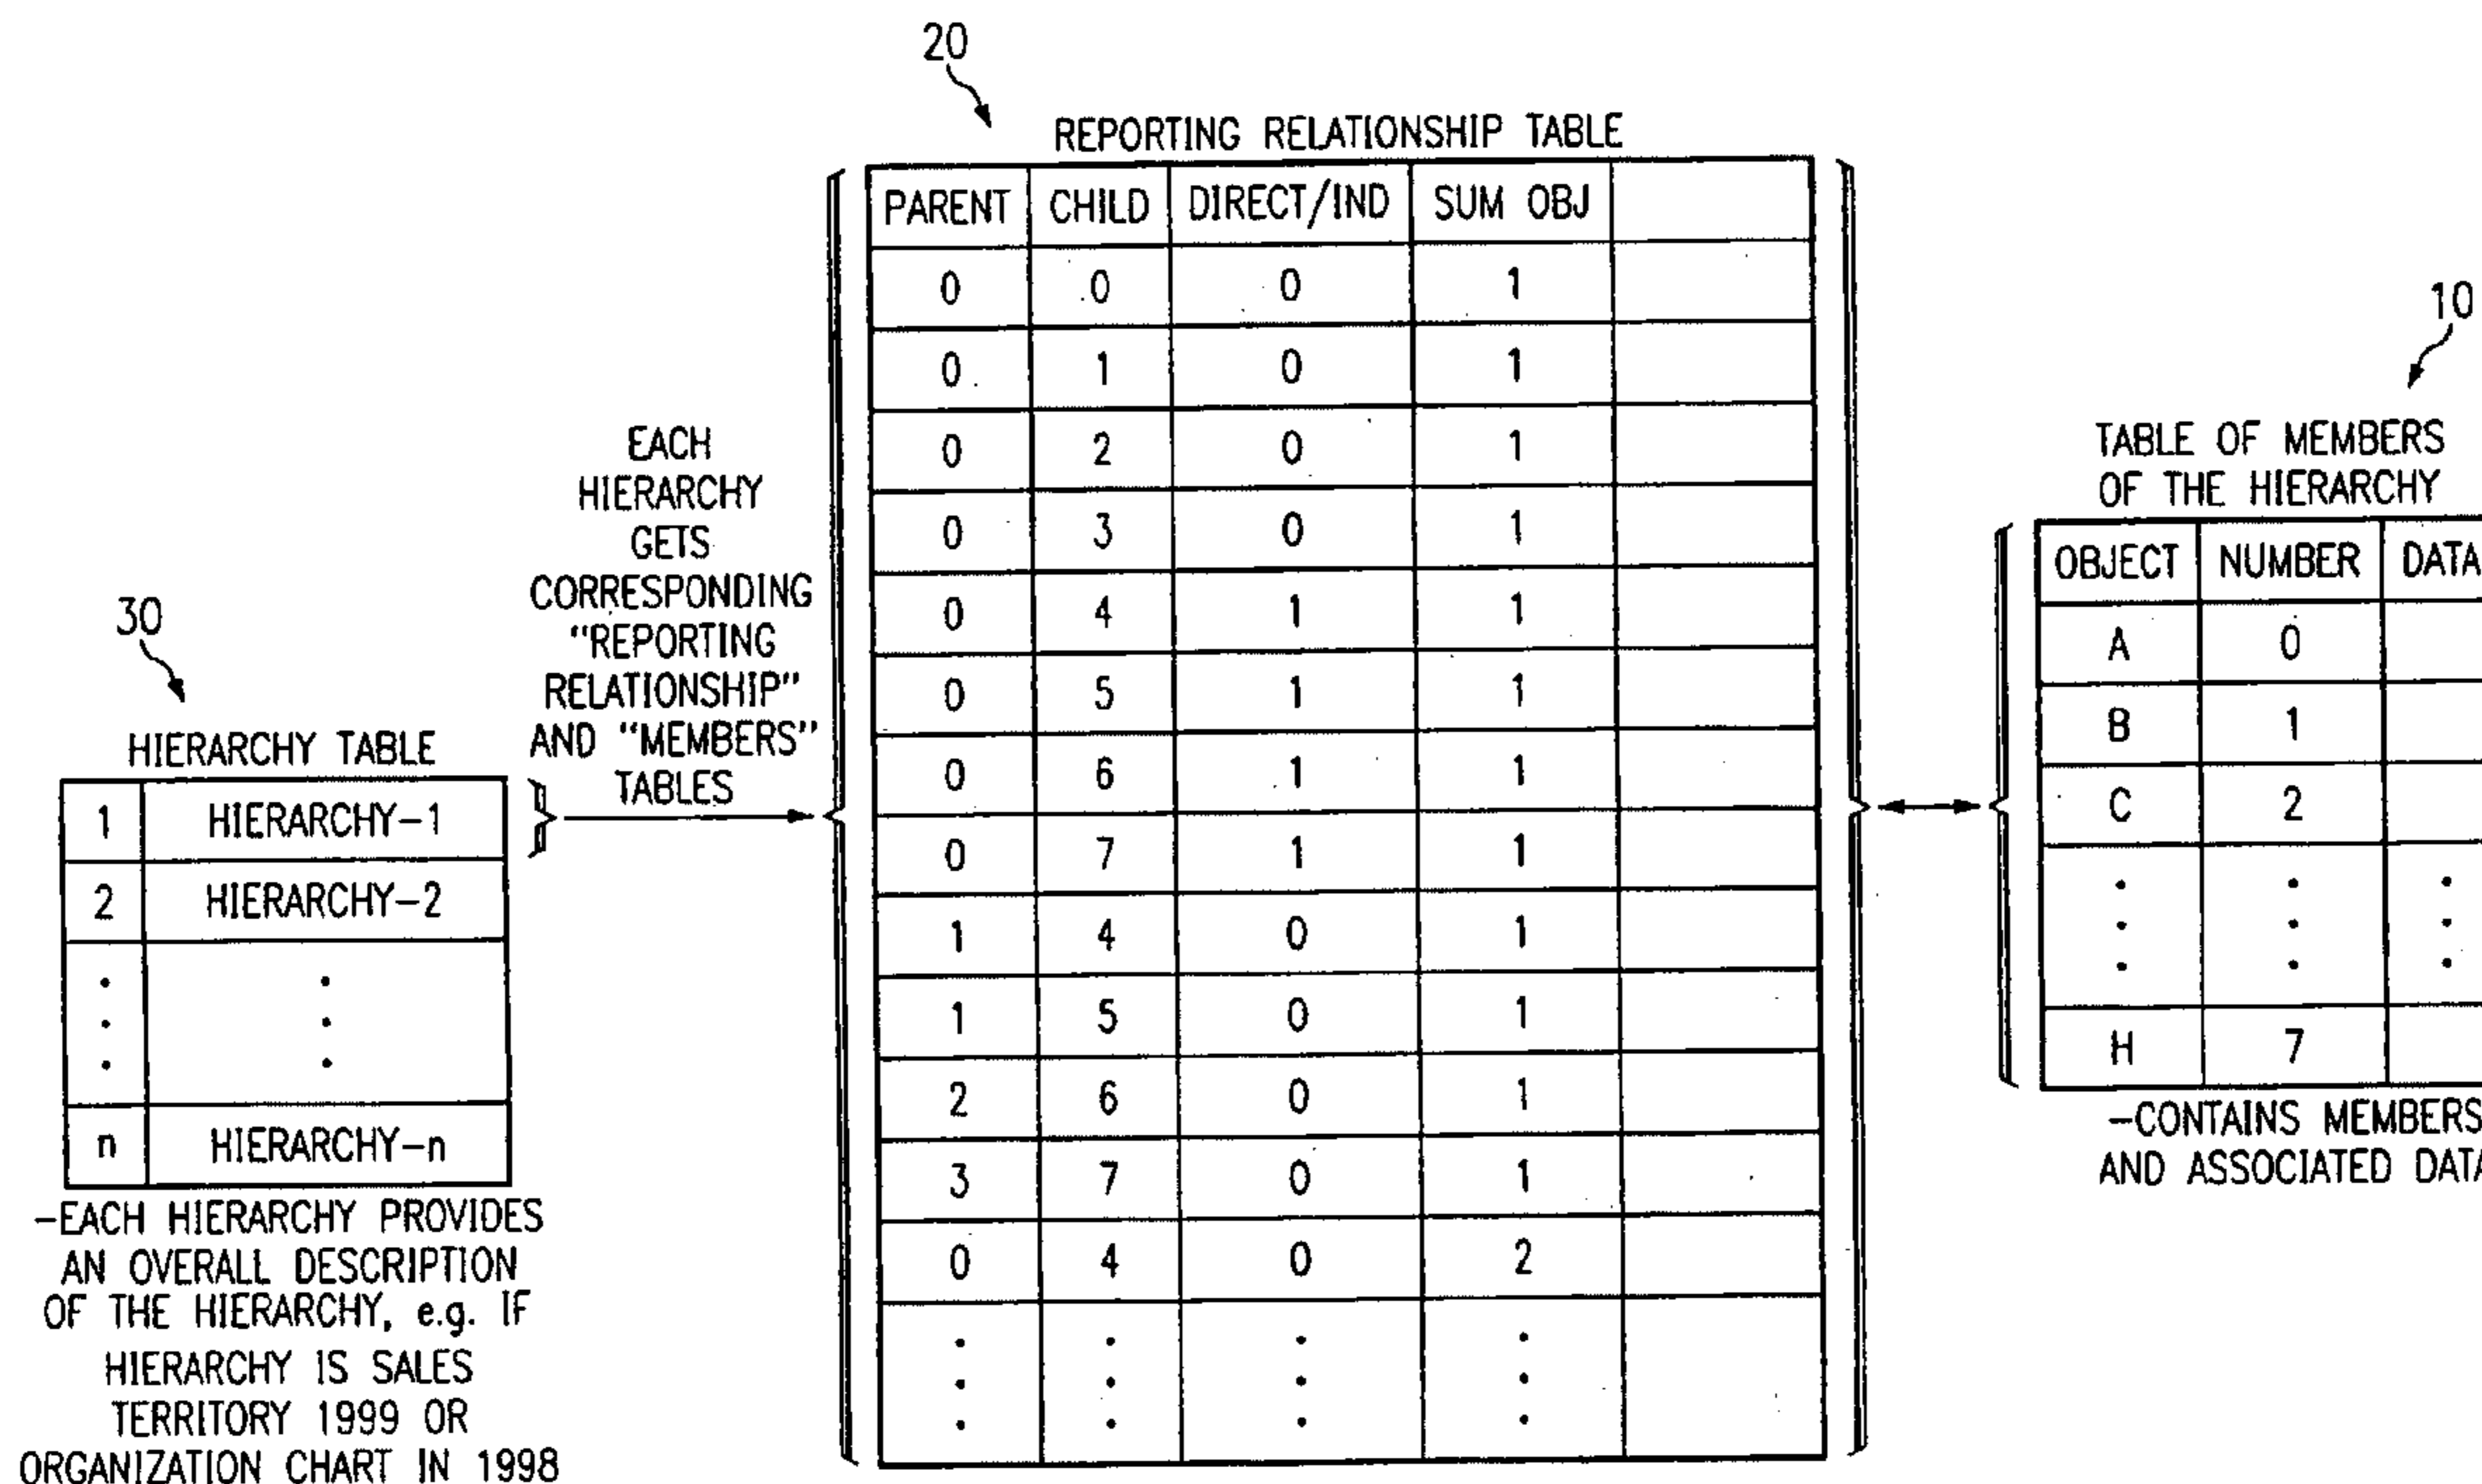 20
REPORTING RELATIONSHIP TABLE
PARENT CHILD DIRECT/IND SUM OBJ
0 0 0 1
0 1 0 1
0 2 0 1
0 3 0 1
0 4 1 1
0 5 1 1
0 6 1 1
0 7 1 1
1 4 0 1
1 5 0 1
2 6 0 1
3 7 0 1
0 4 0 2
EACH
HIERARCHY
GETS
CORRESPONDING
"REPORTING
RELATIONSHIP"
AND "MEMBERS"
TABLES
30
HIERARCHY TABLE
1 HIERARCHY-1
2 HIERARCHY-2
n HIERARCHY-n
-EACH HIERARCHY PROVIDES
AN OVERALL DESCRIPTION
OF THE HIERARCHY, e.g. IF
HIERARCHY IS SALES
TERRITORY 1999 OR
ORGANIZATION CHART IN 1998
10
TABLE OF MEMBERS
OF THE HIERARCHY
OBJECT NUMBER DATA
A 0
B 1
C 2
H 7
-CONTAINS MEMBERS
AND ASSOCIATED DATA